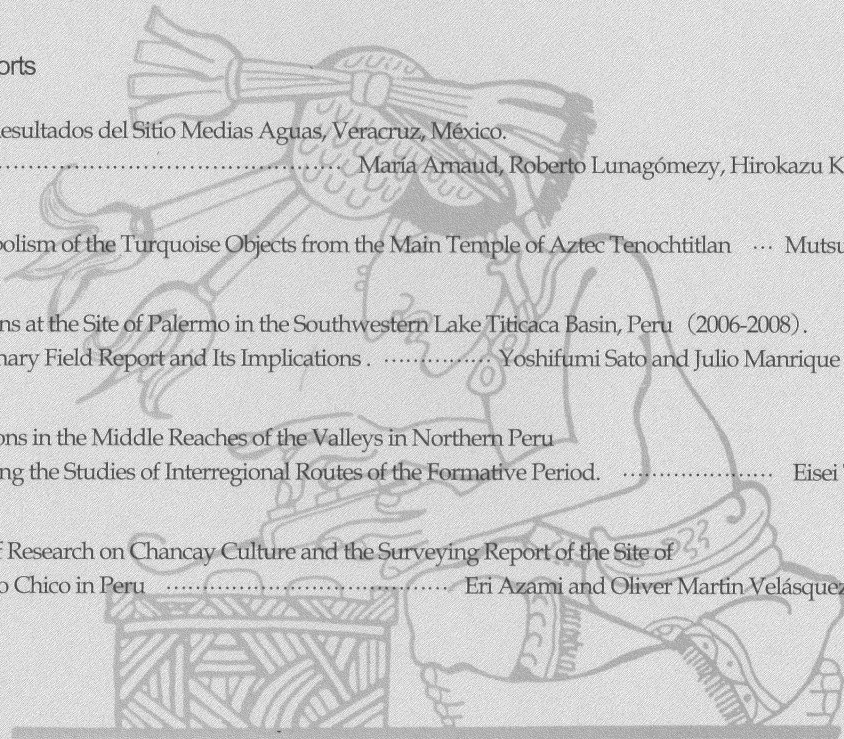 orts
esultados del Sitio Medias Aguas, Veracruz, México.
María Arnaud, Roberto Lunagómezy, Hirokazu K
olism of the Turquoise Objects from the Main Temple of Aztec Tenochtitlan … Mutsu
ns at the Site of Palermo in the Southwestern Lake Titicaca Basin, Peru (2006-2008).
nary Field Report and Its Implications . …………… Yoshifumi Sato and Julio Manrique
ons in the Middle Reaches of the Valleys in Northern Peru
ng the Studies of Interregional Routes of the Formative Period. ………………… Eisei
f Research on Chancay Culture and the Surveying Report of the Site of
o Chico in Peru ………………………………… Eri Azami and Oliver Martin Velásquez